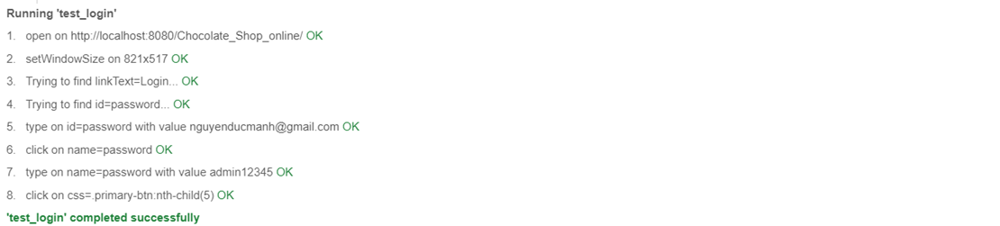 Running 'test_login'
1. open on http://localhost:8080/Chocolate_Shop_online/ OK
2. setWindowSize on 821x517 OK
3. Trying to find linkText=Login... OK
4. Trying to find id=password... OK
5. type on id=password with value nguyenducmanh@gmail.com OK
6. click on name=password OK
7. type on name=password with value admin12345 OK
8. click on css=.primary-btn:nth-child(5) OK
'test_login' completed successfully